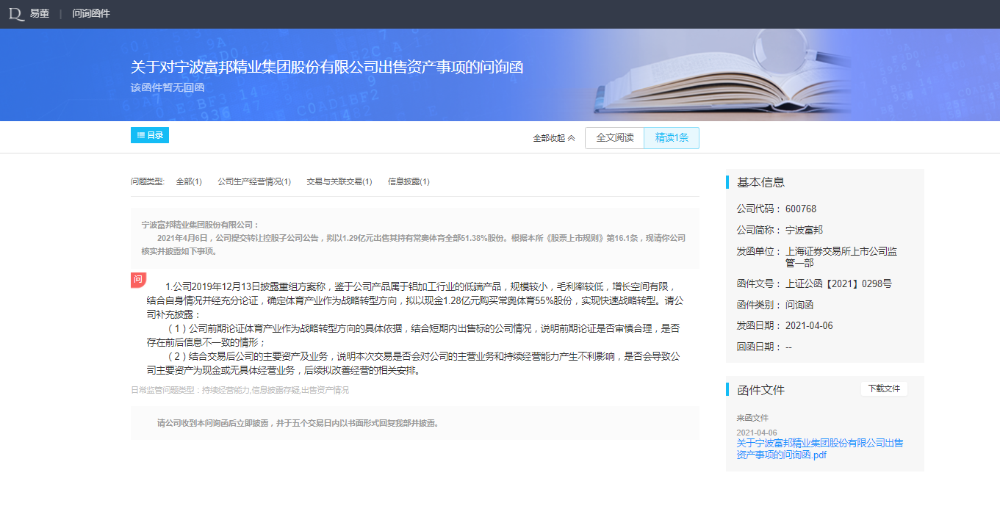 易董 | 问询函件
关于对宁波富邦精业集团股份有限公司出售资产事项的问询函
该函件暂无回函
目录
全部收起
全文阅读
精读1条
问题类型: 全部(1) 公司生产经营情况(1) 交易与关联交易(1) 信息披露(1)
宁波富邦精业集团股份有限公司：
2021年4月6日，公司提交转让控股子公司公告，拟以1.29亿元出售其持有常奥体育全部51.38%股份。根据本所《股票上市规则》第16.1条，现请你公司
核实并披露如下事项。
问
1.公司2019年12月13日披露重组方案称，鉴于公司产品属于铝加工行业的低端产品，规模较小，毛利率较低，增长空间有限，
结合自身情况并经充分论证，确定体育产业作为战略转型方向，拟以现金1.28亿元购买常奥体育55%股份，实现快速战略转型。请公
司补充披露：
（1）公司前期论证体育产业作为战略转型方向的具体依据，结合短期内出售标的公司情况，说明前期论证是否审慎合理，是否
存在前后信息不一致的情形；
（2）结合交易后公司的主要资产及业务，说明本次交易是否会对公司的主营业务和持续经营能力产生不利影响，是否会导致公
司主要资产为现金或无具体经营业务，后续拟改善经营的相关安排。
日常监管问题类型：持续经营能力,信息披露存疑,出售资产情况
请公司收到本问询函后立即披露，并于五个交易日内以书面形式回复我部并披露。
基本信息
公司代码： 600768
公司简称： 宁波富邦
发函单位： 上海证券交易所上市公司监
管一部
函件文号： 上证公函【2021】0298号
函件类别： 问询函
发函日期： 2021-04-06
回函日期： --
函件文件
下载文件
来函文件
2021-04-06
关于宁波富邦精业集团股份有限公司出售
资产事项的问询函.pdf